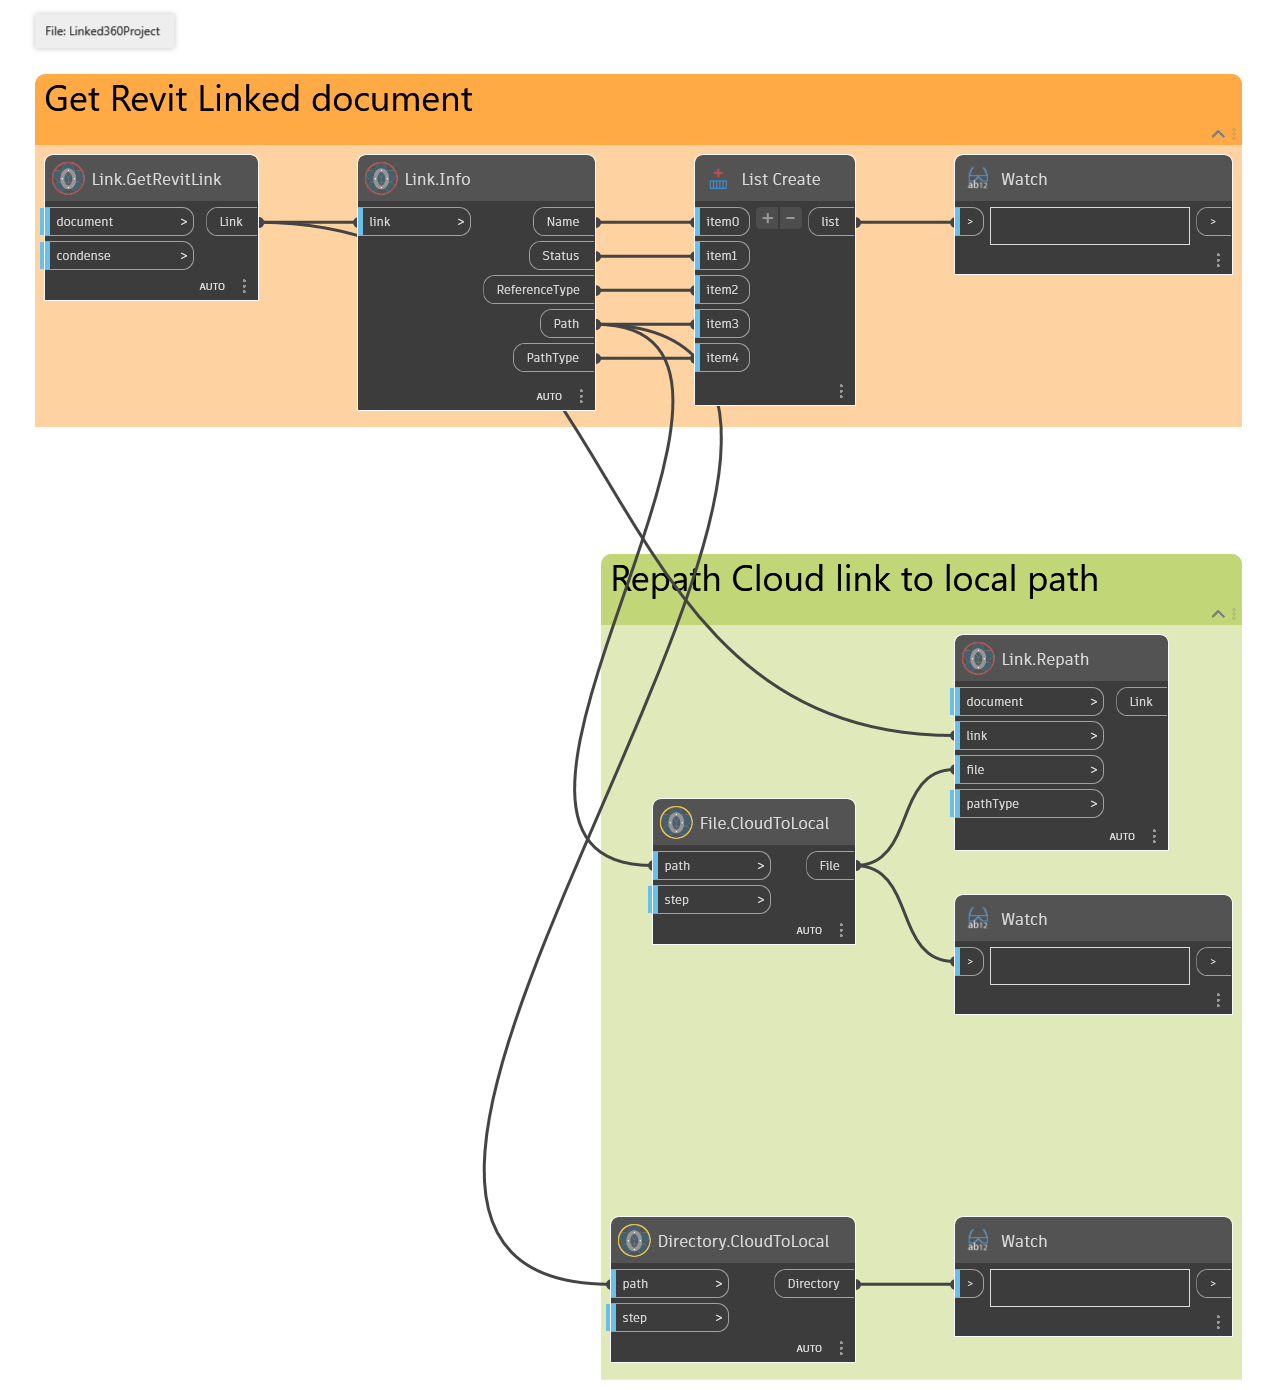 File: Linked360Project
Get Revit Linked document
Link.GetRevitLink
document > Link
condense >
AUTO
Link.Info
link > Name
Status
ReferenceType
Path
PathType
AUTO
List Create
item0 + - list
item1
item2
item3
item4
Watch
> >
Repath Cloud link to local path
Link.Repath
document > Link
link >
file >
pathType >
AUTO
File.CloudToLocal
path > File
step >
AUTO
Watch
> >
Directory.CloudToLocal
path > Directory
step >
AUTO
Watch
> >